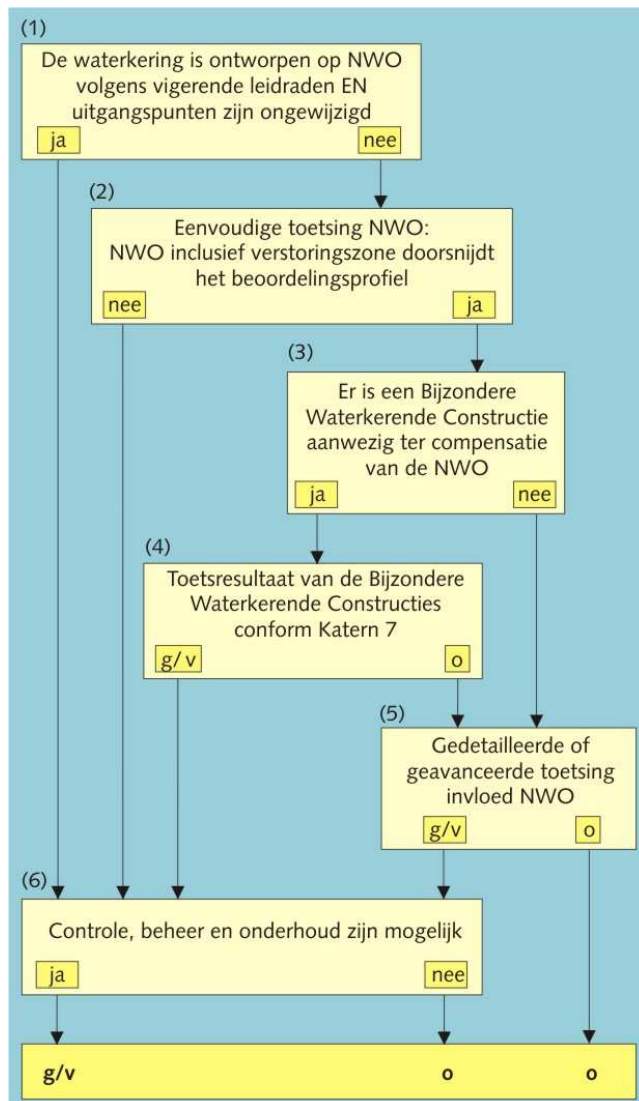 (1)
De waterkering is ontworpen op NWO
volgens vigerende leidraden EN
uitgangspunten zijn ongewijzigd
ja nee
(2)
Eenvoudige toetsing NWO:
NWO inclusief verstoringszone doorsnijdt
het beoordelingsprofiel
nee ja
(3)
Er is een Bijzondere
Waterkerende Constructie
aanwezig ter compensatie
van de NWO
ja nee
(4)
Toetsresultaat van de Bijzondere
Waterkerende Constructies
conform Katern 7
g/v o
(5)
Gedetailleerde of
geavanceerde toetsing
invloed NWO
g/v o
(6)
Controle, beheer en onderhoud zijn mogelijk
ja nee
g/v o o